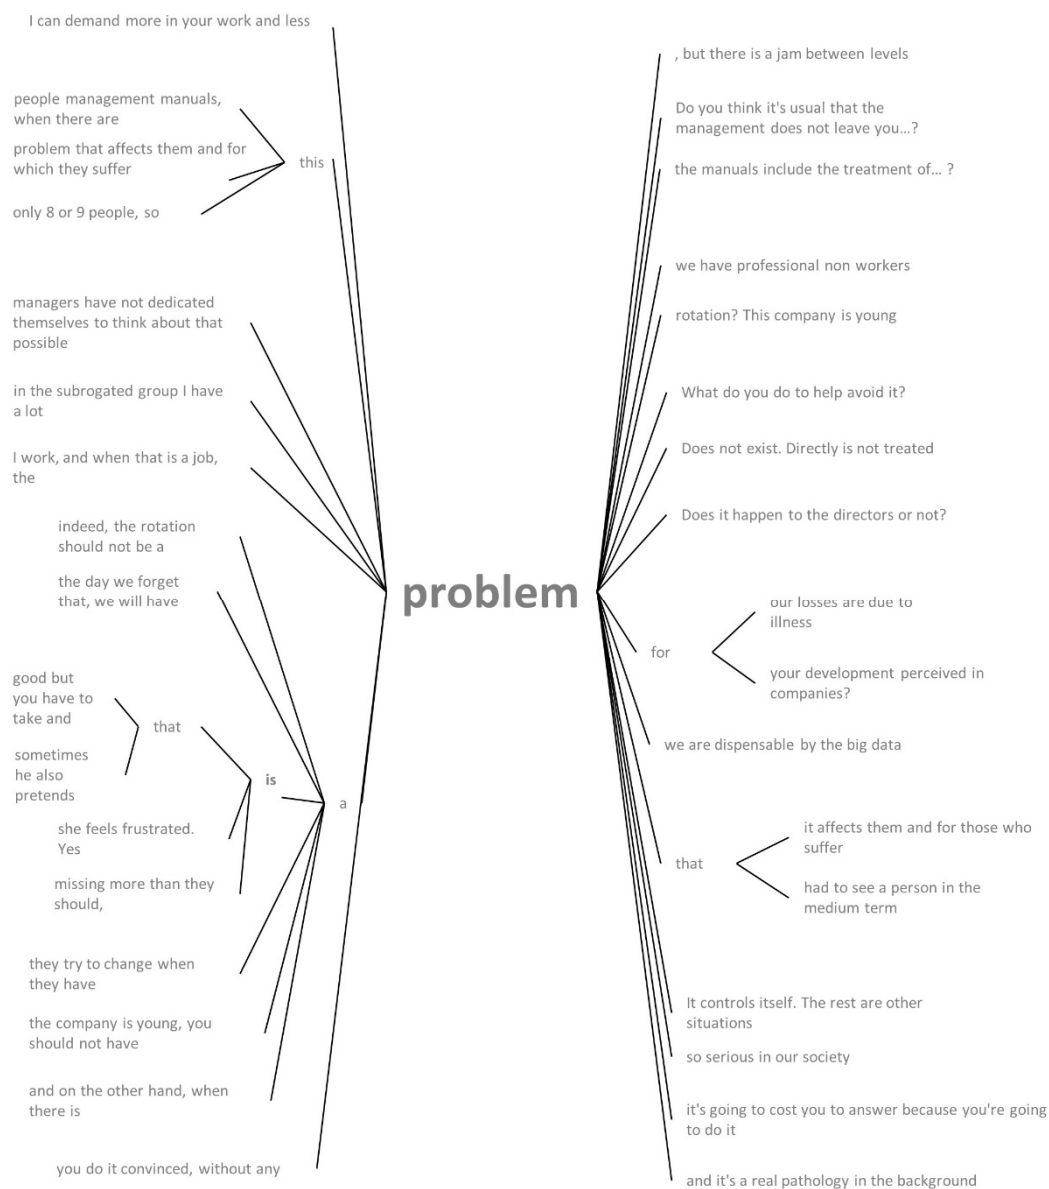 I can demand more in your work and less
people management manuals,
when there are
problem that affects them and for
which they suffer
this
only 8 or 9 people, so
managers have not dedicated
themselves to think about that
possible
in the subrogated group I have
a lot
I work, and when that is a job,
the
indeed, the rotation
should not be a
the day we forget
that, we will have
good but
you have to
take and
that
sometimes
he also
pretends
is
a
she feels frustrated.
Yes
missing more than they
should,
they try to change when
they have
the company is young, you
should not have
and on the other hand, when
there is
you do it convinced, without any
problem
, but there is a jam between levels
Do you think it's usual that the
management does not leave you...?
the manuals include the treatment of... ?
we have professional non workers
rotation? This company is young
What do you do to help avoid it?
Does not exist. Directly is not treated
Does it happen to the directors or not?
for
our losses are due to
illness
your development perceived in
companies?
we are dispensable by the big data
that
it affects them and for those who
suffer
had to see a person in the
medium term
It controls itself. The rest are other
situations
so serious in our society
it's going to cost you to answer because you're going
to do it
and it's a real pathology in the background